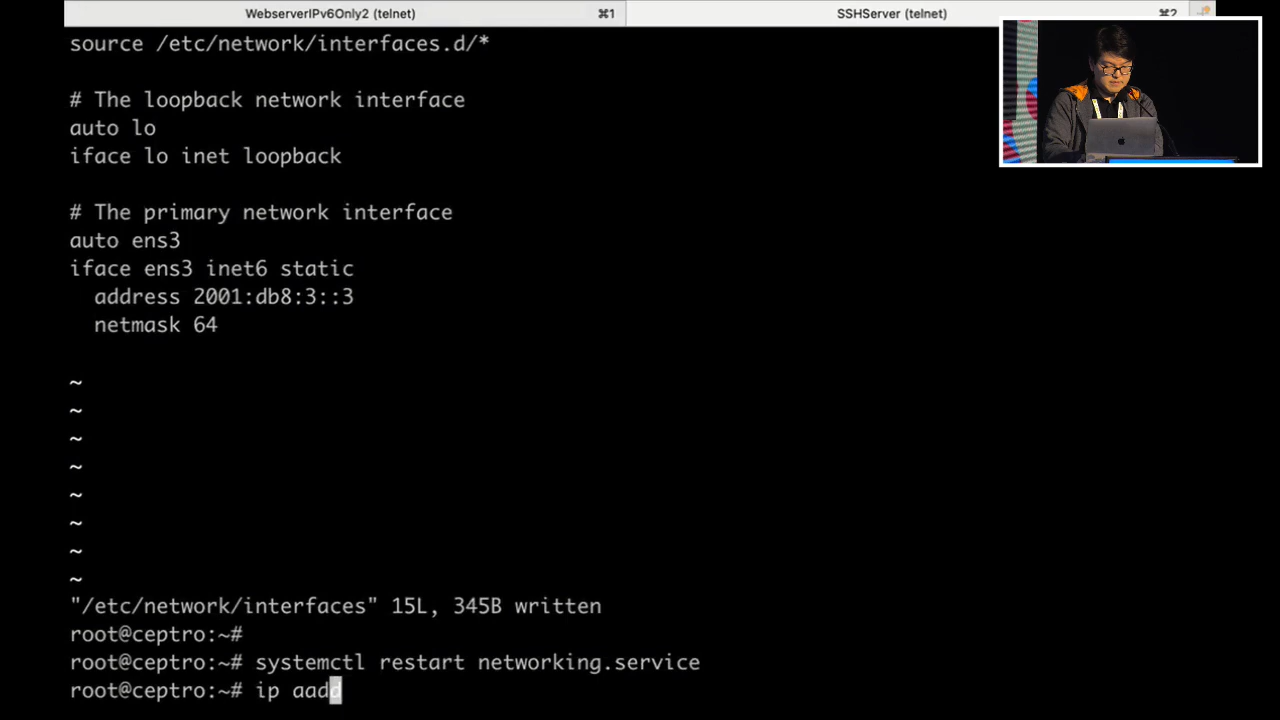 WebserverIPv6Only2 (telnet) ⌘1 SSHServer (telnet) ⌘2
source /etc/network/interfaces.d/*
# The loopback network interface
auto lo
iface lo inet loopback
# The primary network interface
auto ens3
iface ens3 inet6 static
address 2001:db8:3::3
netmask 64
~
~
~
~
~
~
~
~
"/etc/network/interfaces" 15L, 345B written
root@ceptro:~#
root@ceptro:~# systemctl restart networking.service
root@ceptro:~# ip aadd